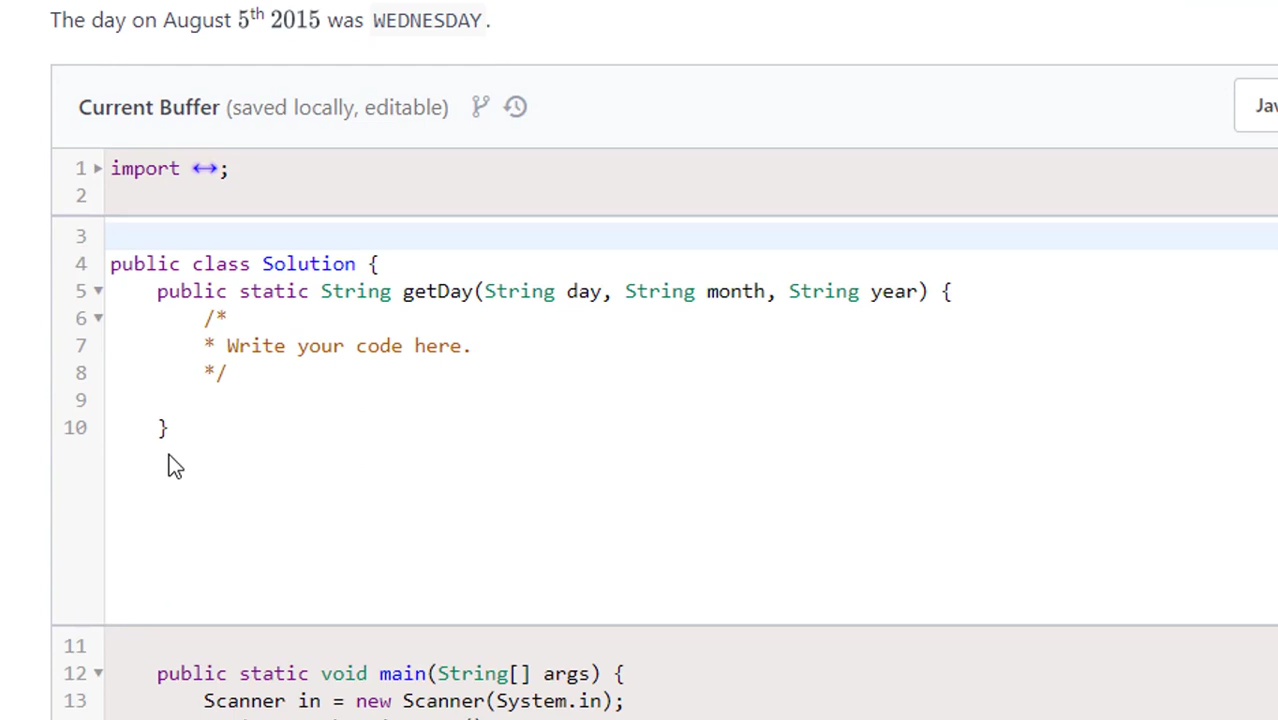 The day on August 5th 2015 was WEDNESDAY.
Current Buffer (saved locally, editable)
Jav
1 import ↔;
2
3
4 public class Solution {
5 public static String getDay(String day, String month, String year) {
6 /*
7 * Write your code here.
8 */
9
10 }
11
12 public static void main(String[] args) {
13 Scanner in = new Scanner(System.in);